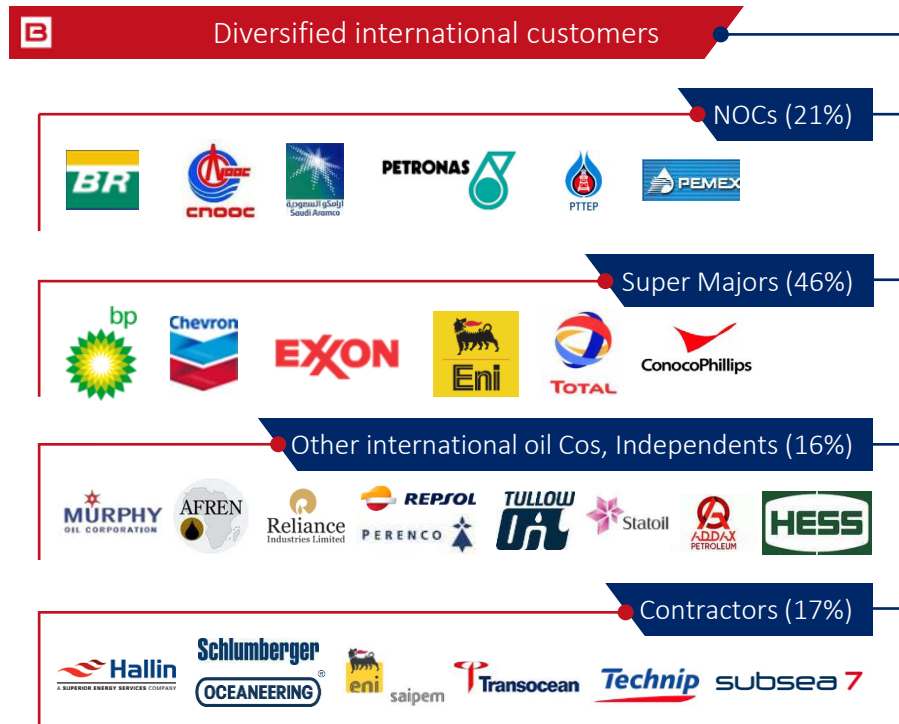 B
Diversified international customers
NOCs (21%)
BR
CNOOC
CNOOC
أرامكو السعودية
Saudi Aramco
PETRONAS
PTTEP
PEMEX
Super Majors (46%)
bp
Chevron
EXXON
Eni
TOTAL
ConocoPhillips
Other international oil Cos, Independents (16%)
MURPHY
OIL CORPORATION
AFREN
Reliance
Industries Limited
REPSOL
PERENCO
TULLOW
Oil
Statoil
ADDAX
PETROLEUM
HESS
Contractors (17%)
Hallin
A SUPERIOR ENERGY SERVICES COMPANY
Schlumberger
OCEANEERING ®
eni
saipem
Transocean
Technip
subsea 7